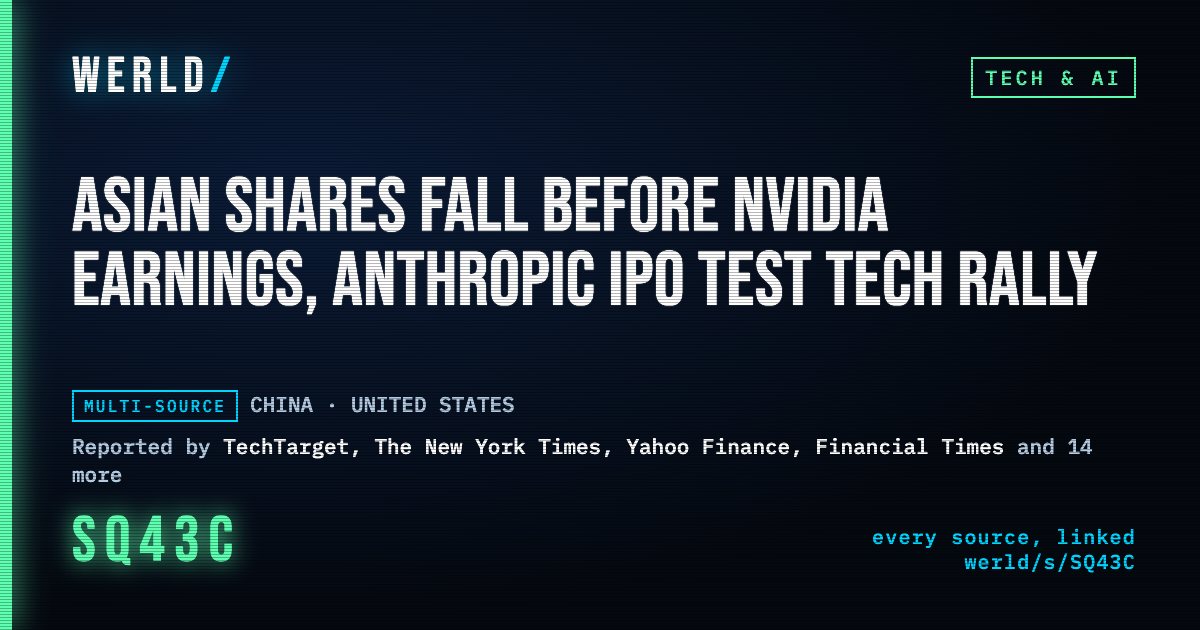 WERLD/
TECH & AI
ASIAN SHARES FALL BEFORE NVIDIA
EARNINGS, ANTHROPIC IPO TEST TECH RALLY
MULTI-SOURCE CHINA · UNITED STATES
Reported by TechTarget, The New York Times, Yahoo Finance, Financial Times and 14
more
SQ43C
every source, linked
werld/s/SQ43C